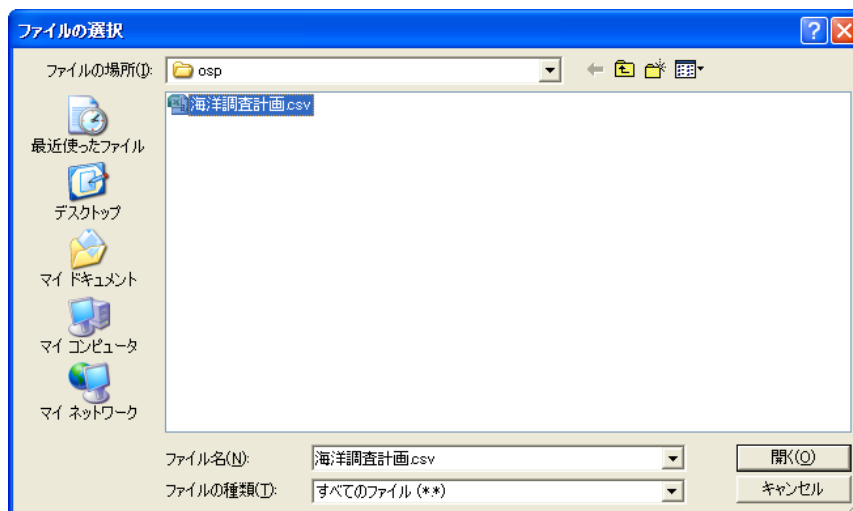 ファイルの選択
ファイルの場所(I):
osp
海洋調査計画.csv
最近使ったファイル
デスクトップ
マイ ドキュメント
マイ コンピュータ
マイ ネットワーク
ファイル名(N):
海洋調査計画.csv
開く(O)
ファイルの種類(T):
すべてのファイル (*.*)
キャンセル